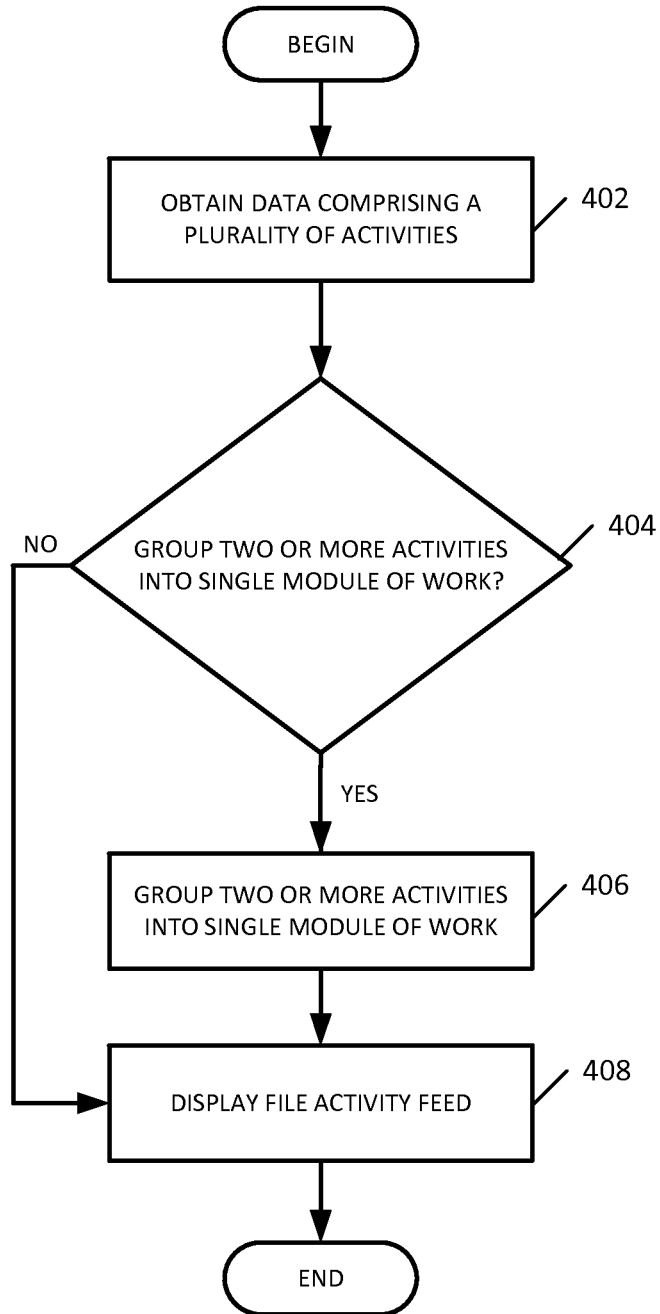 BEGIN
OBTAIN DATA COMPRISING A
PLURALITY OF ACTIVITIES
402
GROUP TWO OR MORE ACTIVITIES
INTO SINGLE MODULE OF WORK?
404
NO
YES
GROUP TWO OR MORE ACTIVITIES
INTO SINGLE MODULE OF WORK
406
DISPLAY FILE ACTIVITY FEED
408
END